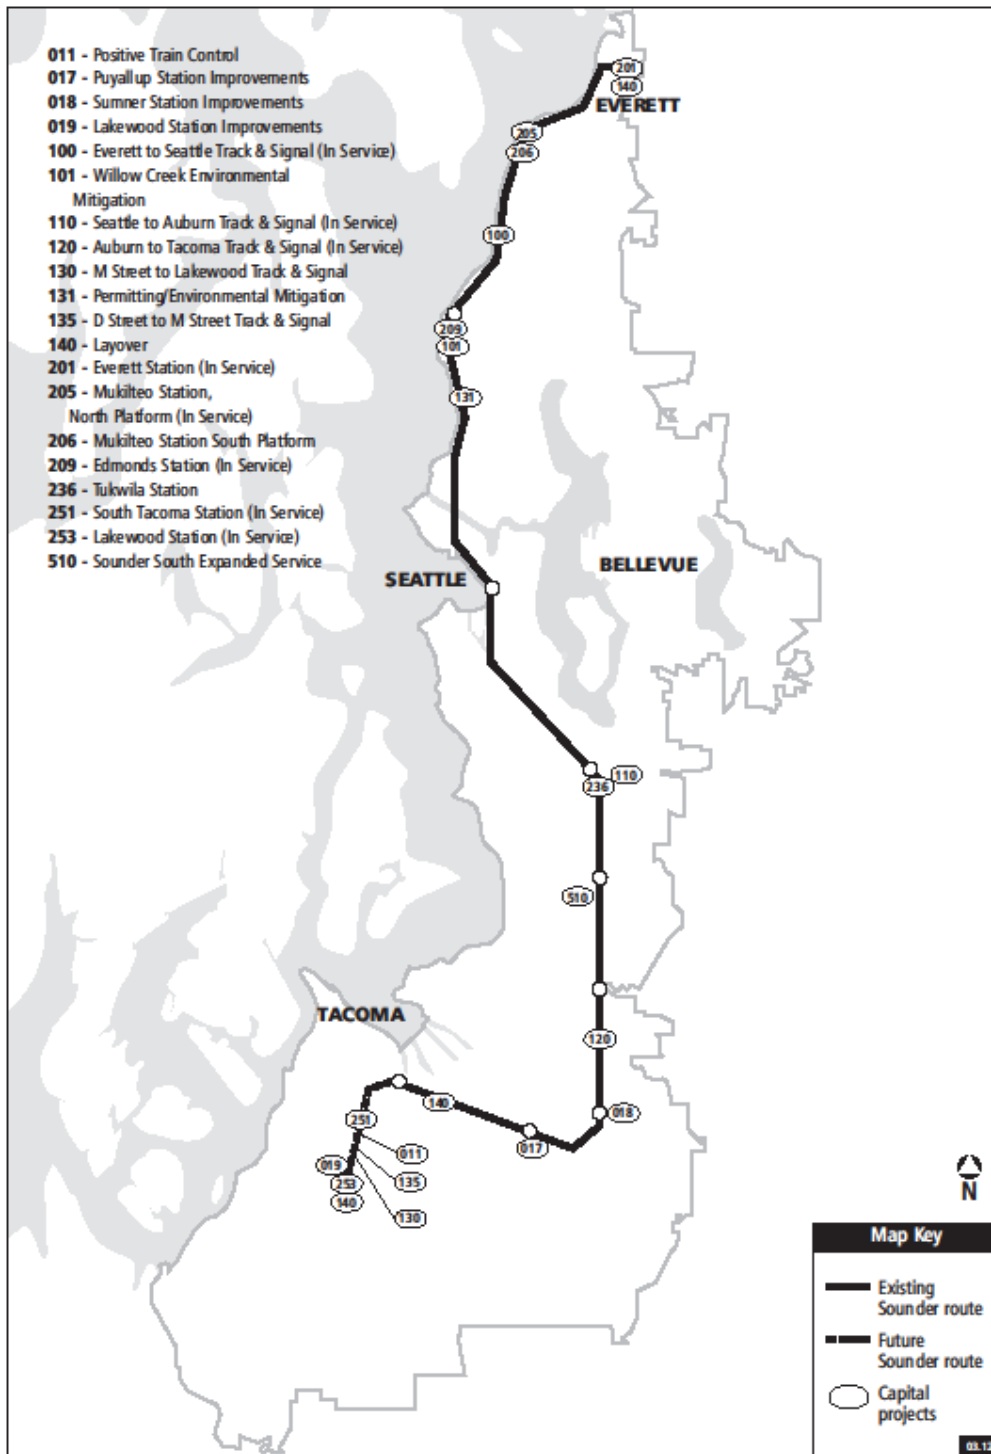 011 - Positive Train Control
017 - Puyallup Station Improvements
018 - Sumner Station Improvements
019 - Lakewood Station Improvements
100 - Everett to Seattle Track & Signal (In Service)
101 - Willow Creek Environmental
Mitigation
110 - Seattle to Auburn Track & Signal (In Service)
120 - Auburn to Tacoma Track & Signal (In Service)
130 - M Street to Lakewood Track & Signal
131 - Permitting/Environmental Mitigation
135 - D Street to M Street Track & Signal
140 - Layover
201 - Everett Station (In Service)
205 - Mukilteo Station,
North Platform (In Service)
206 - Mukilteo Station South Platform
209 - Edmonds Station (In Service)
236 - Tukwila Station
251 - South Tacoma Station (In Service)
253 - Lakewood Station (In Service)
510 - Sounder South Expanded Service
201
140
EVERETT
205
206
100
209
101
131
SEATTLE
BELLEVUE
110
236
510
TACOMA
120
140
018
251
017
011
019
135
253
140
130
N
Map Key
Existing
Sounder route
Future
Sounder route
Capital
projects